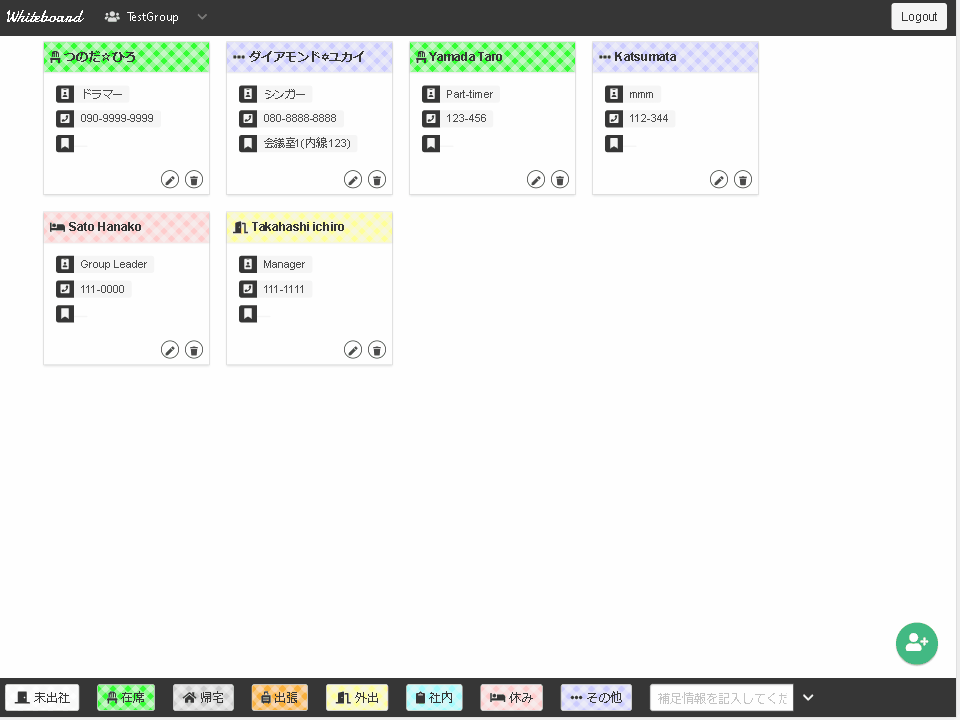 Whiteboard TestGroup Logout
つのだ☆ひろ
ドラマー
090-9999-9999
ダイアモンド✡ユカイ
シンガー
080-8888-8888
会議室1(内線123)
Yamada Taro
Part-timer
123-456
Katsumata
mmm
112-344
Sato Hanako
Group Leader
111-0000
Takahashi ichiro
Manager
111-1111
未出社 在席 帰宅 出張 外出 社内 休み その他 補足情報を記入してくだ